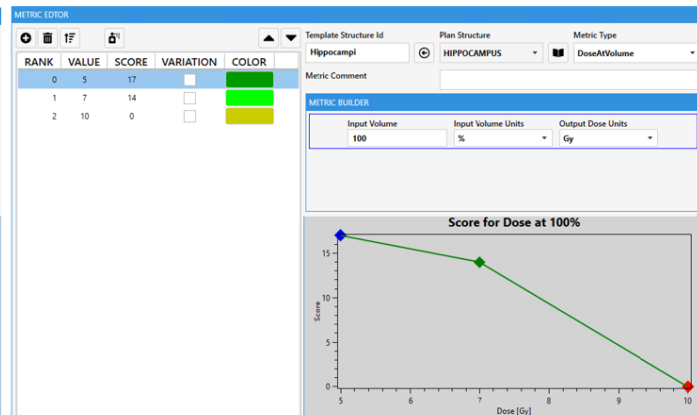 METRIC EDTOR
Template Structure Id
Plan Structure
Metric Type
Hippocampi
HIPPOCAMPUS
DoseAtVolume
RANK VALUE SCORE VARIATION COLOR
0 5 17
1 7 14
2 10 0
Metric Comment
METRIC BUILDER
Input Volume
Input Volume Units
Output Dose Units
100
%
Gy
Score for Dose at 100%
Score
15
10
5
0
5 6 7 8 9 10
Dose [Gy]